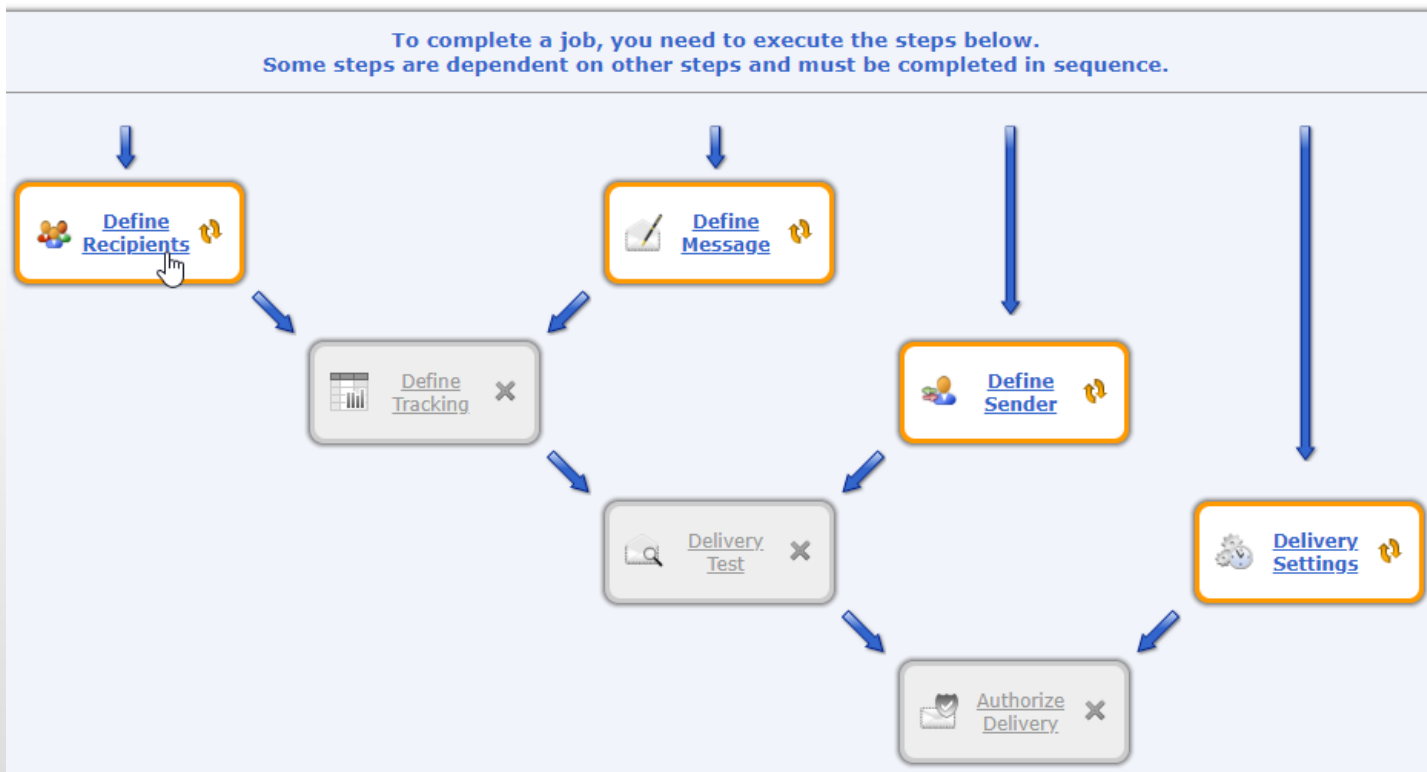 To complete a job, you need to execute the steps below.
Some steps are dependent on other steps and must be completed in sequence.
Define
Recipients
Define
Message
Define
Tracking
Define
Sender
Delivery
Test
Delivery
Settings
Authorize
Delivery